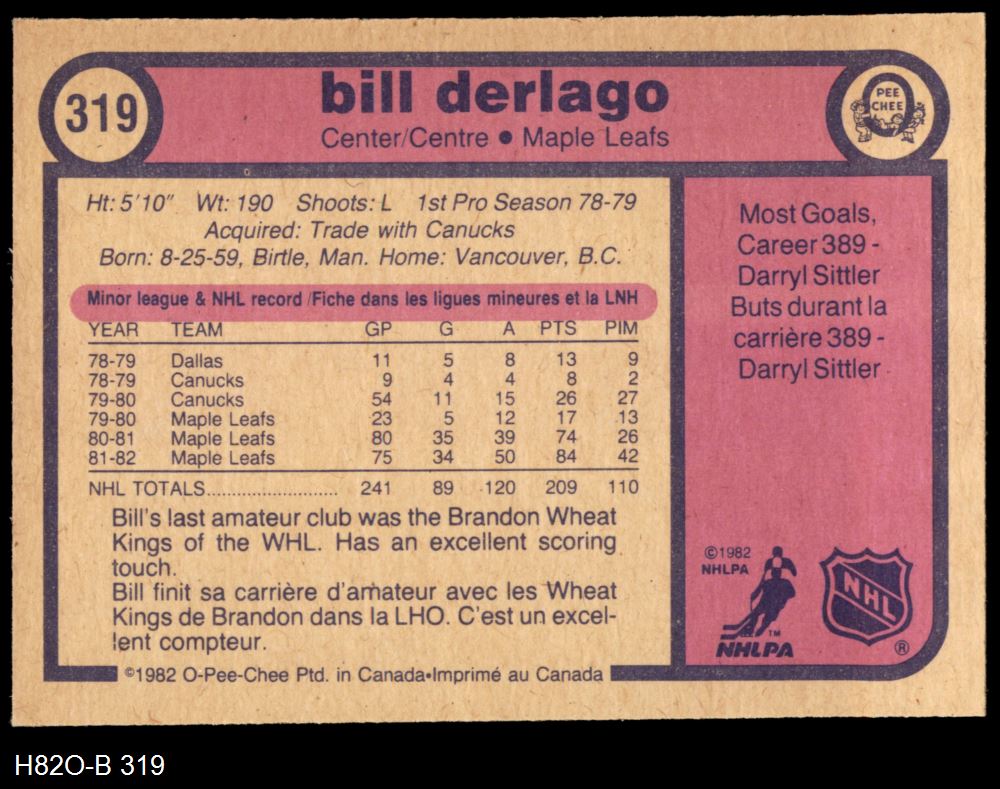 319
bill derlago
PEE
CHEE
Center/Centre ● Maple Leafs
Ht: 5'10" Wt: 190 Shoots: L 1st Pro Season 78-79
Acquired: Trade with Canucks
Born: 8-25-59, Birtle, Man. Home: Vancouver, B.C.
Minor league & NHL record /Fiche dans les ligues mineures et la LNH
YEAR TEAM GP G A PTS PIM
78-79 Dallas 11 5 8 13 9
78-79 Canucks 9 4 4 8 2
79-80 Canucks 54 11 15 26 27
79-80 Maple Leafs 23 5 12 17 13
80-81 Maple Leafs 80 35 39 74 26
81-82 Maple Leafs 75 34 50 84 42
NHL TOTALS............................ 241 89 120 209 110
Bill's last amateur club was the Brandon Wheat
Kings of the WHL. Has an excellent scoring
touch.
Bill finit sa carrière d'amateur avec les Wheat
Kings de Brandon dans la LHO. C'est un excel-
lent compteur.
©1982 O-Pee-Chee Ptd. in Canada•Imprimé au Canada
Most Goals,
Career 389 -
Darryl Sittler
Buts durant la
carrière 389 -
Darryl Sittler
©1982
NHLPA
TM
NHLPA
NHL
®
H82O-B 319